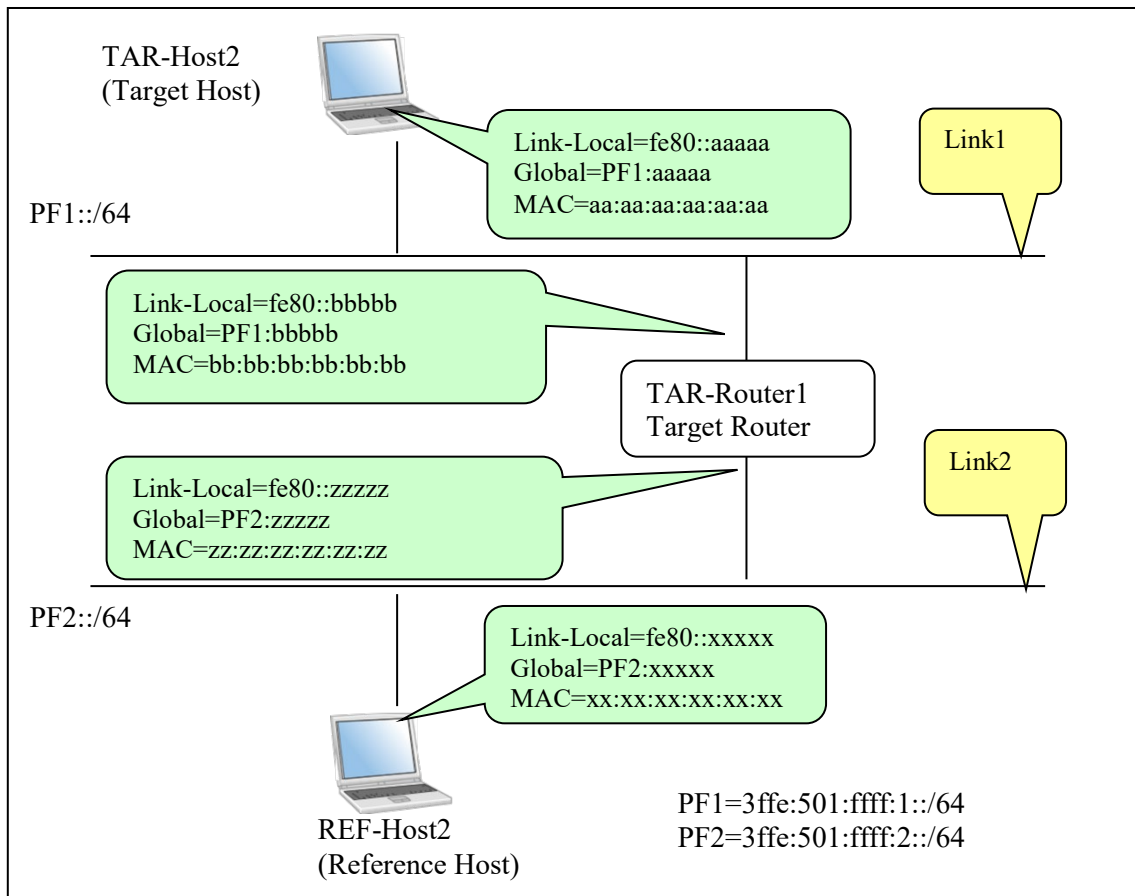 TAR-Host2
(Target Host)
Link-Local=fe80::aaaaa
Global=PF1:aaaaa
MAC=aa:aa:aa:aa:aa:aa
Link1
PF1::/64
Link-Local=fe80::bbbbb
Global=PF1:bbbbb
MAC=bb:bb:bb:bb:bb:bb
TAR-Router1
Target Router
Link2
Link-Local=fe80::zzzzz
Global=PF2:zzzzz
MAC=zz:zz:zz:zz:zz:zz
PF2::/64
Link-Local=fe80::xxxxx
Global=PF2:xxxxx
MAC=xx:xx:xx:xx:xx:xx
REF-Host2
(Reference Host)
PF1=3ffe:501:ffff:1::/64
PF2=3ffe:501:ffff:2::/64